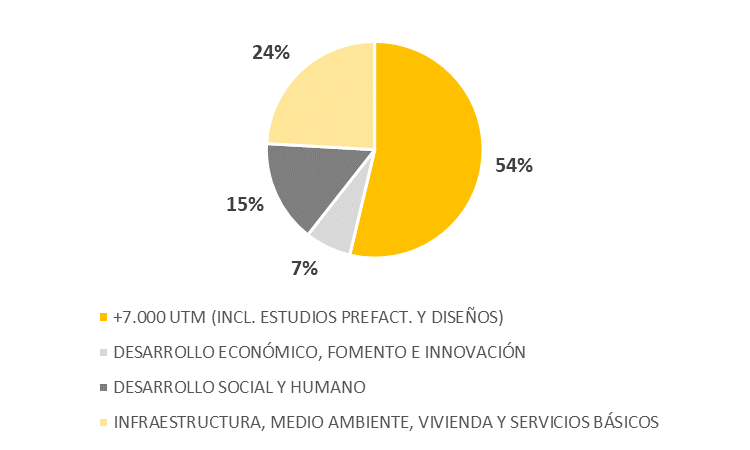 24%
54%
15%
7%
+7.000 UTM (INCL. ESTUDIOS PREFACT. Y DISEÑOS)
DESARROLLO ECONÓMICO, FOMENTO E INNOVACIÓN
DESARROLLO SOCIAL Y HUMANO
INFRAESTRUCTURA, MEDIO AMBIENTE, VIVIENDA Y SERVICIOS BÁSICOS